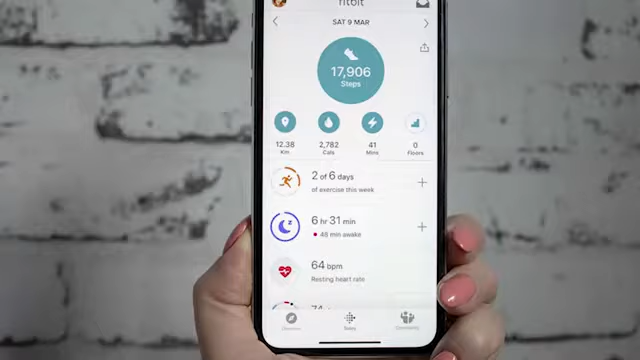 fitbit
SAT 9 MAR
17,906
Steps
12.38
Km
2,782
Cals
41
Mins
0
Floors
2 of 6 days
of exercise this week
6 hr 31 min
48 min awake
64 bpm
Resting heart rate
Today
Community